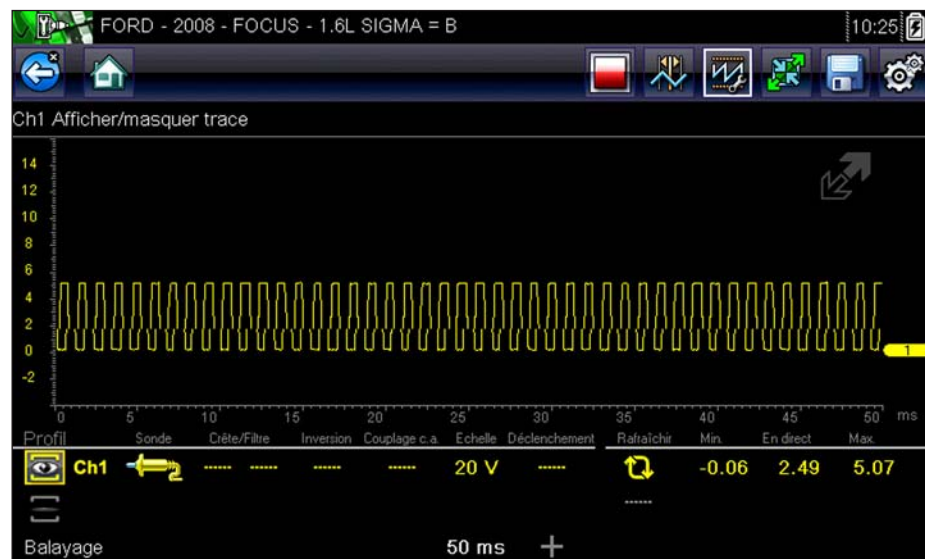 FORD - 2008 - FOCUS - 1.6L SIGMA = B 10:25
Ch1 Afficher/masquer trace
14
12
10
8
6
4
2
0
-2
1
0 5 10 15 20 25 30 35 40 45 50 ms
Profil Sonde Crête/Filtre Inversion Couplage c.a. Echelle Déclenchement Rafraîchir Min. En direct Max.
Ch1 ------ ------ ------ ------ 20 V ------ -0.06 2.49 5.07
------
Balayage 50 ms +